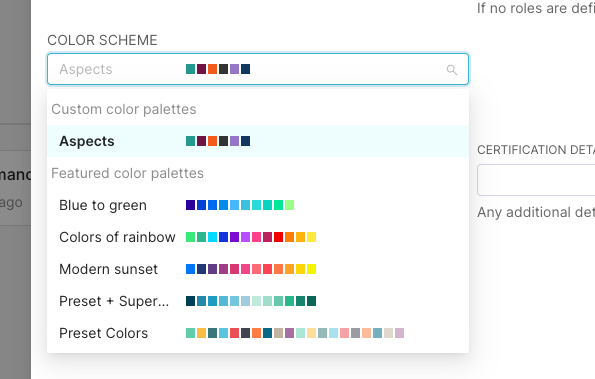 If no roles are defi
COLOR SCHEME
Aspects
Custom color palettes
Aspects
Featured color palettes
Blue to green
Colors of rainbow
Modern sunset
Preset + Super...
Preset Colors
CERTIFICATION DETA
Any additional det
manc
ago